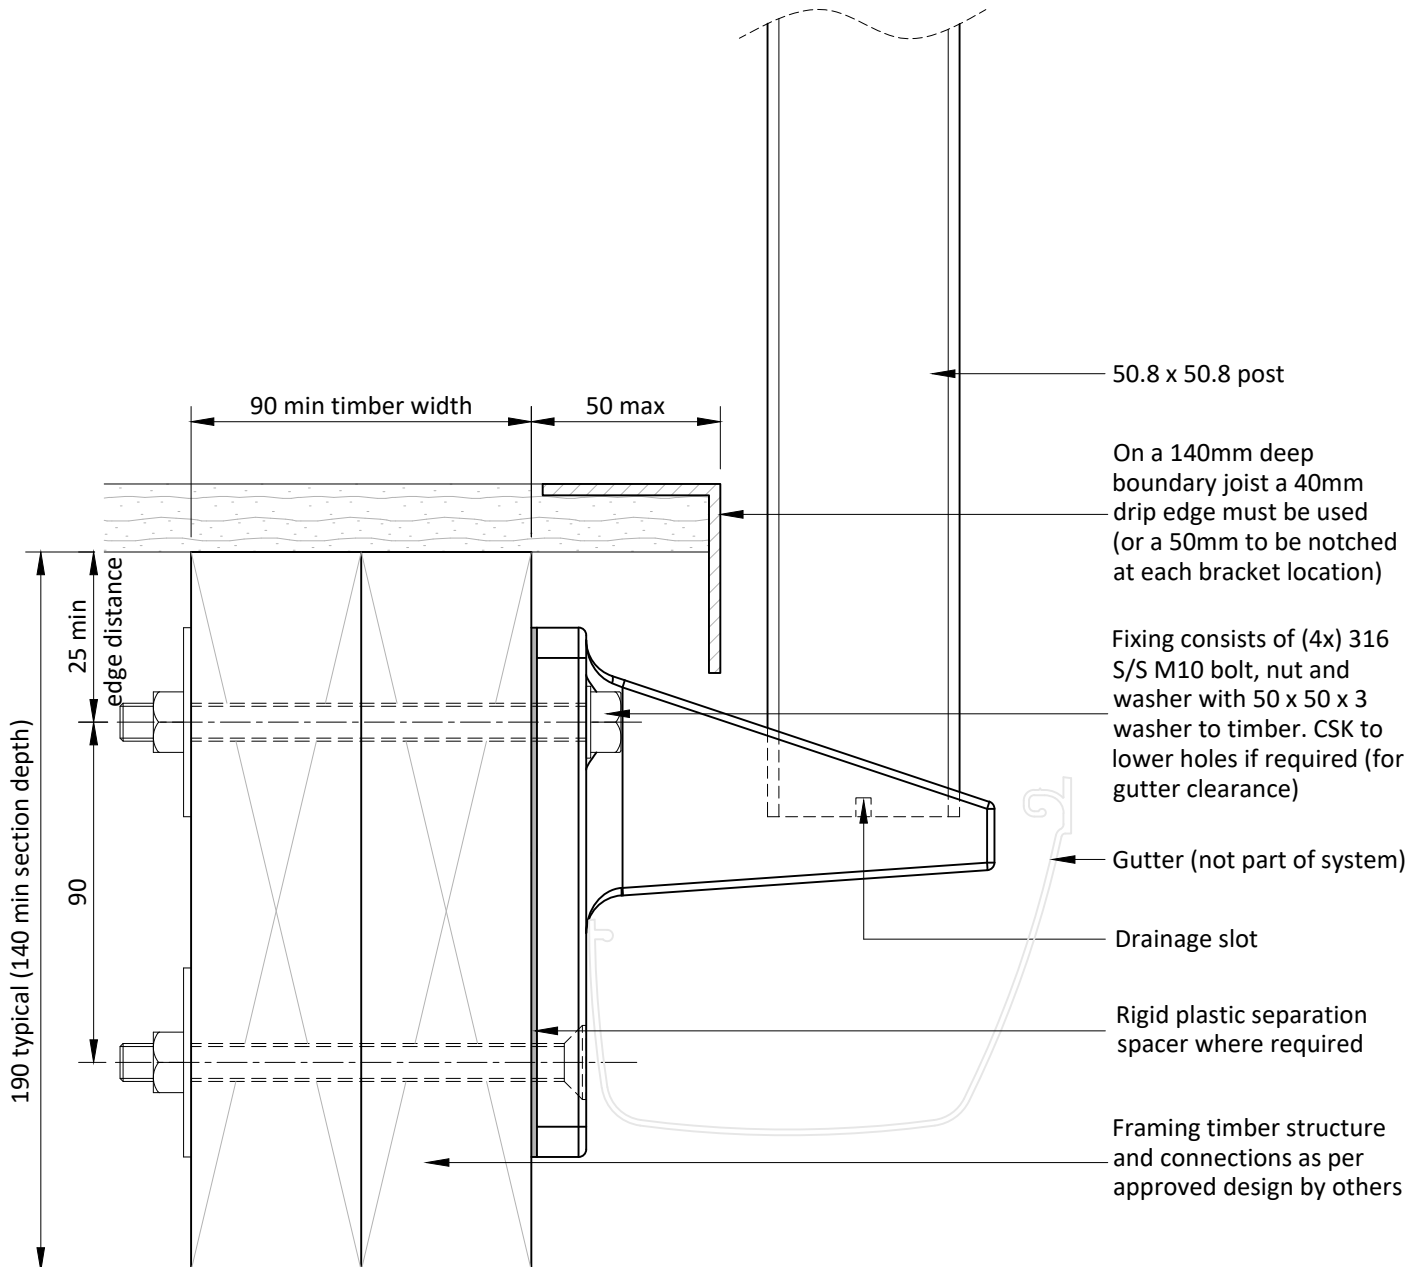 50.8 x 50.8 post
90 min timber width
50 max
On a 140mm deep
boundary joist a 40mm
drip edge must be used
(or a 50mm to be notched
at each bracket location)
25 min
edge distance
Fixing consists of (4x) 316
S/S M10 bolt, nut and
washer with 50 x 50 x 3
washer to timber. CSK to
lower holes if required (for
gutter clearance)
190 typical (140 min section depth)
90
Gutter (not part of system)
Drainage slot
Rigid plastic separation
spacer where required
Framing timber structure
and connections as per
approved design by others